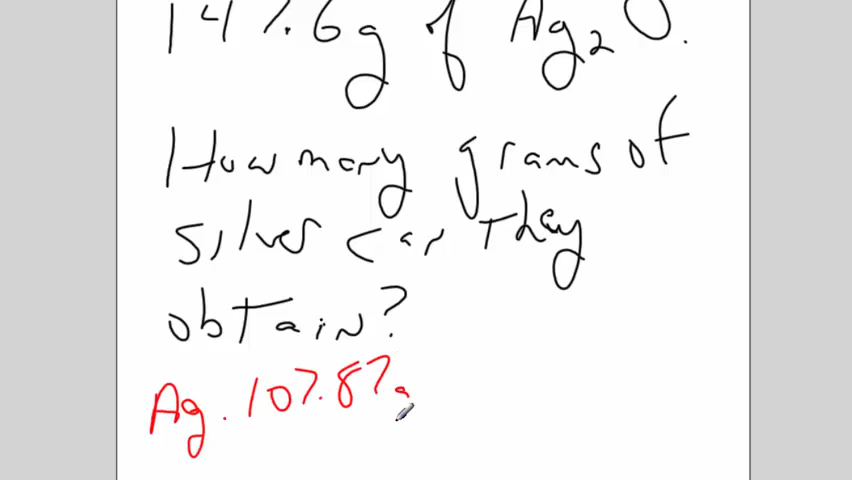 147.6g of Ag₂O.
How many grams of
silver can they
obtain?
Ag. 107.87g